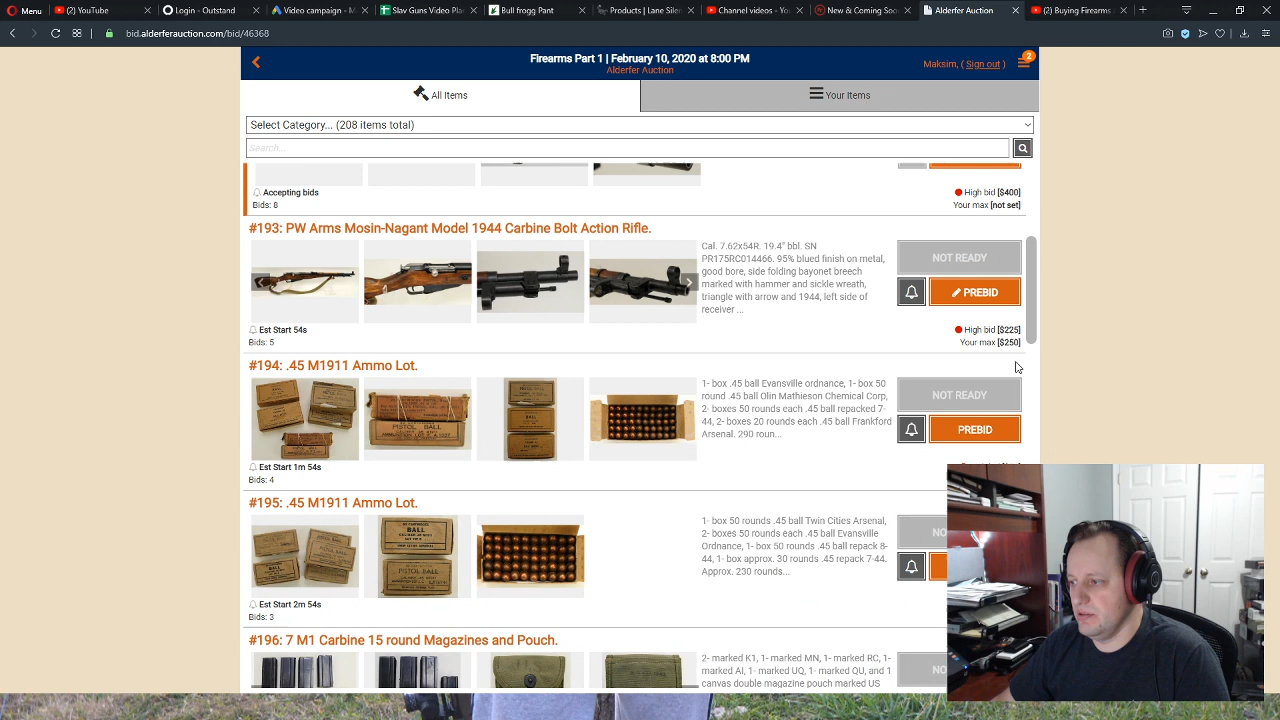 Menu
YouTube
Login - Outstand
Video campaign - M
Slav Guns Video Plan
Bull frogg Pant
Products | Lane Silen
Channel videos - You
New & Coming Soo
Alderfer Auction
(2) Buying Firearms
bid.alderferauction.com/bid/46368
Firearms Part 1 | February 10, 2020 at 8:00 PM
Alderfer Auction
Maksim, ( Sign out )
2
All Items
Your Items
Select Category... (208 items total)
Search...
Accepting bids
Bids: 8
High bid [$400]
Your max [not set]
#193: PW Arms Mosin-Nagant Model 1944 Carbine Bolt Action Rifle.
Cal. 7.62x54R. 19.4" bbl. SN
PR175RC014466. 95% blued finish on metal,
good bore, side folding bayonet breech
marked with hammer and sickle wreath,
triangle with arrow and 1944, left side of
receiver ...
NOT READY
PREBID
Est Start 54s
Bids: 5
High bid [$225]
Your max [$250]
#194: .45 M1911 Ammo Lot.
1- box .45 ball Evansville ordnance, 1- box 50
round .45 ball Olin Mathieson Chemical Corp,
2- boxes 50 rounds each .45 ball repacked 7-
44, 2- boxes 20 rounds each .45 ball Frankford
Arsenal. 290 roun...
NOT READY
PREBID
PISTOL BALL
Est Start 1m 54s
Bids: 4
#195: .45 M1911 Ammo Lot.
1- box 50 rounds .45 ball Twin Cities Arsenal,
2- boxes 50 rounds each .45 ball Evansville
Ordnance, 1- box 50 rounds .45 ball repack 8-
44, 1- box approx. 30 rounds .45 repack 7-44.
Approx. 230 rounds...
NO
BALL
PISTOL BALL
Est Start 2m 54s
Bids: 3
#196: 7 M1 Carbine 15 round Magazines and Pouch.
2- marked K1, 1- marked MN, 1- marked RC, 1-
marked AI, 1- marked UQ, 1- marked QU, and 1
canvas double magazine pouch marked US
NO